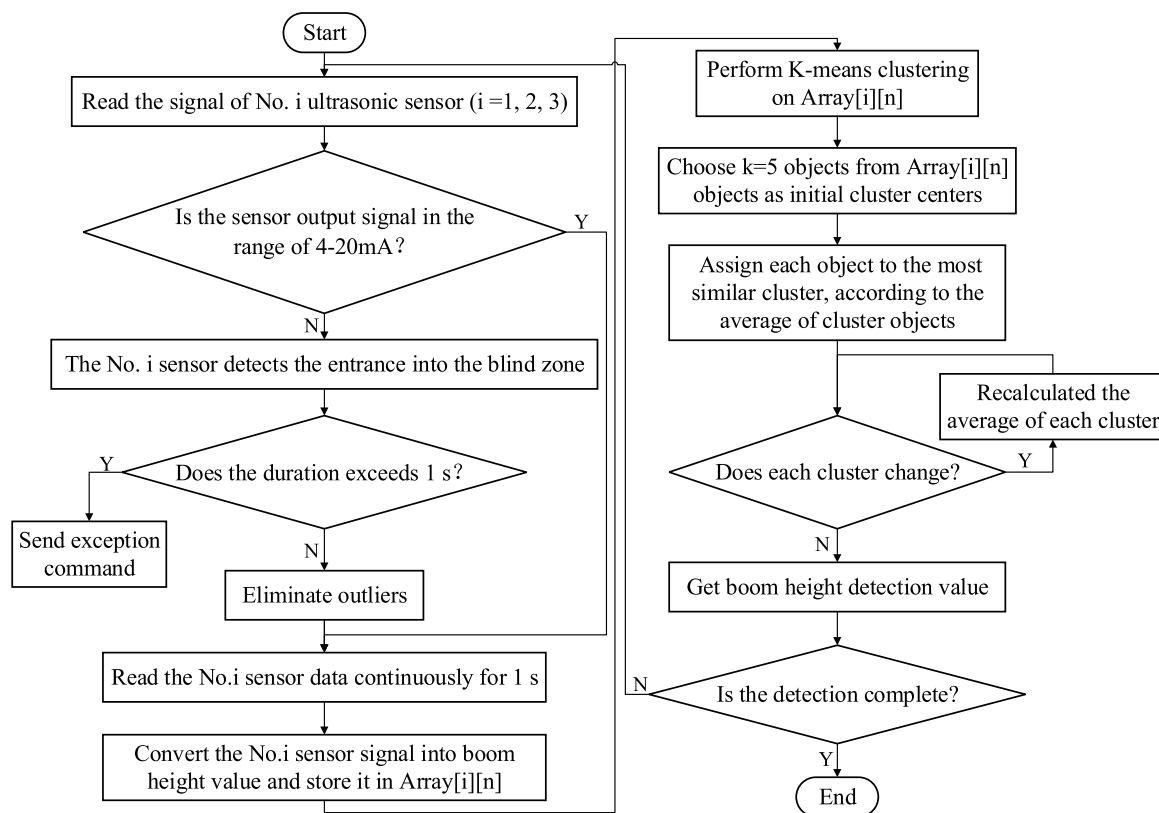 Start
Read the signal of No. i ultrasonic sensor (i =1, 2, 3)
Is the sensor output signal in the
range of 4-20mA?
Y
N
The No. i sensor detects the entrance into the blind zone
Does the duration exceeds 1 s?
Y
Send exception
command
N
Eliminate outliers
Read the No.i sensor data continuously for 1 s
Convert the No.i sensor signal into boom
height value and store it in Array[i][n]
Perform K-means clustering
on Array[i][n]
Choose k=5 objects from Array[i][n]
objects as initial cluster centers
Assign each object to the most
similar cluster, according to the
average of cluster objects
Recalculated the
average of each cluster
Does each cluster change?
Y
N
Get boom height detection value
Is the detection complete?
N
Y
End